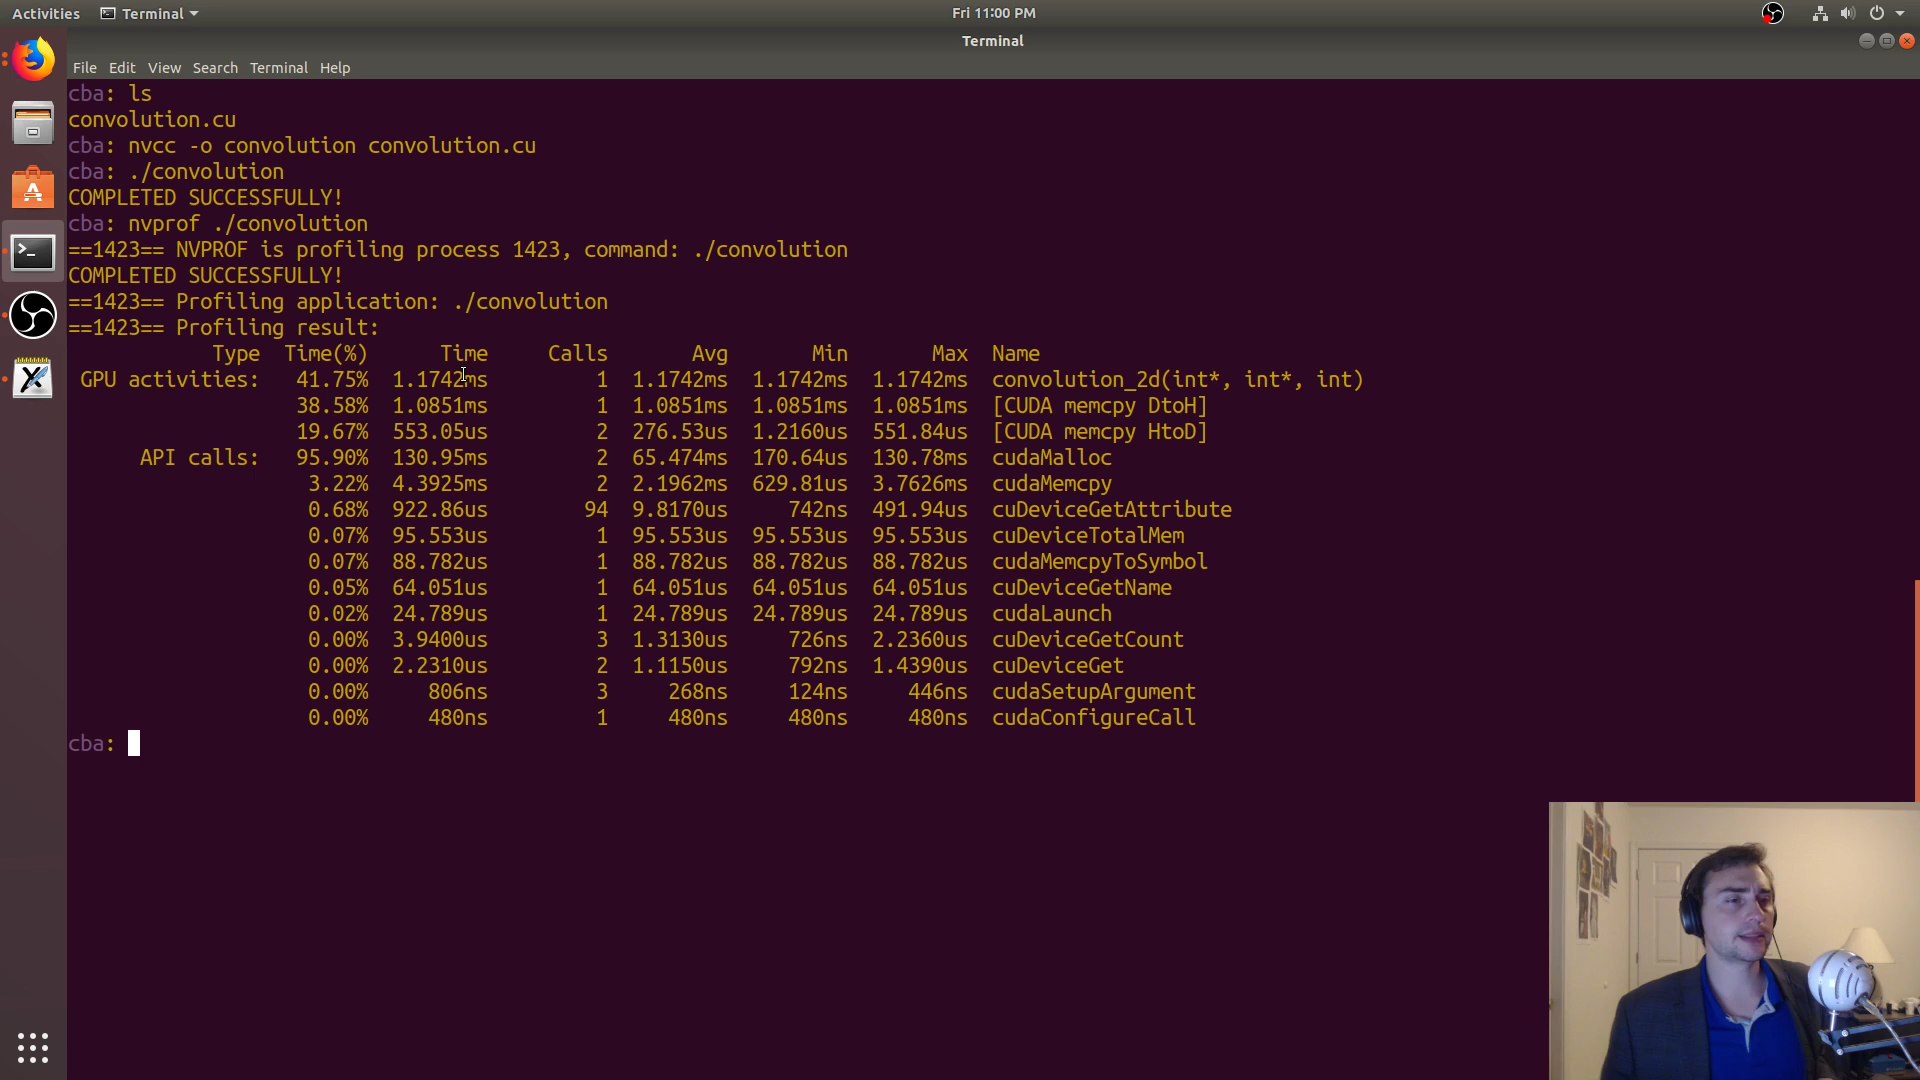 Activities Terminal Fri 11:00 PM
Terminal
File Edit View Search Terminal Help
cba: ls
convolution.cu
cba: nvcc -o convolution convolution.cu
cba: ./convolution
COMPLETED SUCCESSFULLY!
cba: nvprof ./convolution
==1423== NVPROF is profiling process 1423, command: ./convolution
COMPLETED SUCCESSFULLY!
==1423== Profiling application: ./convolution
==1423== Profiling result:
Type Time(%) Time Calls Avg Min Max Name
GPU activities: 41.75% 1.1742ms 1 1.1742ms 1.1742ms 1.1742ms convolution_2d(int*, int*, int)
38.58% 1.0851ms 1 1.0851ms 1.0851ms 1.0851ms [CUDA memcpy DtoH]
19.67% 553.05us 2 276.53us 1.2160us 551.84us [CUDA memcpy HtoD]
API calls: 95.90% 130.95ms 2 65.474ms 170.64us 130.78ms cudaMalloc
3.22% 4.3925ms 2 2.1962ms 629.81us 3.7626ms cudaMemcpy
0.68% 922.86us 94 9.8170us 742ns 491.94us cuDeviceGetAttribute
0.07% 95.553us 1 95.553us 95.553us 95.553us cuDeviceTotalMem
0.07% 88.782us 1 88.782us 88.782us 88.782us cudaMemcpyToSymbol
0.05% 64.051us 1 64.051us 64.051us 64.051us cuDeviceGetName
0.02% 24.789us 1 24.789us 24.789us 24.789us cudaLaunch
0.00% 3.9400us 3 1.3130us 726ns 2.2360us cuDeviceGetCount
0.00% 2.2310us 2 1.1150us 792ns 1.4390us cuDeviceGet
0.00% 806ns 3 268ns 124ns 446ns cudaSetupArgument
0.00% 480ns 1 480ns 480ns 480ns cudaConfigureCall
cba: